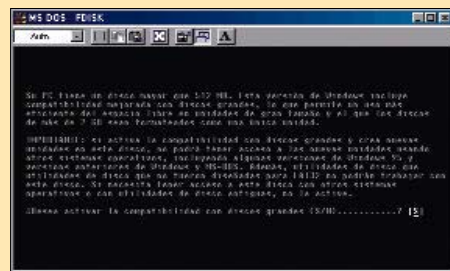 MS-DOS - FDISK
Auto
A
Su PC tiene un disco mayor que 512 MB. Esta versión de Windows incluye
compatibilidad mejorada con discos grandes, lo que permite un uso más
eficiente del espacio libre en unidades de gran tamaño y el que los discos
de más de 2 GB sean formateados como una única unidad.
IMPORTANTE: si activa la compatibilidad con discos grandes y crea nuevas
unidades en este disco, no podrá tener acceso a las nuevas unidades usando
otros sistemas operativos, incluyendo algunas versiones de Windows 95 y
versiones anteriores de Windows y MS-DOS. Además, utilidades de disco que
utilidades de disco que no fueron diseñadas para FAT32 no podrán trabajar con
este disco. Si necesita tener acceso a este disco con otros sistemas
operativos o con utilidades de disco antiguas, no la active.
¿Desea activar la compatibilidad con discos grandes (S/N)...........? [S]